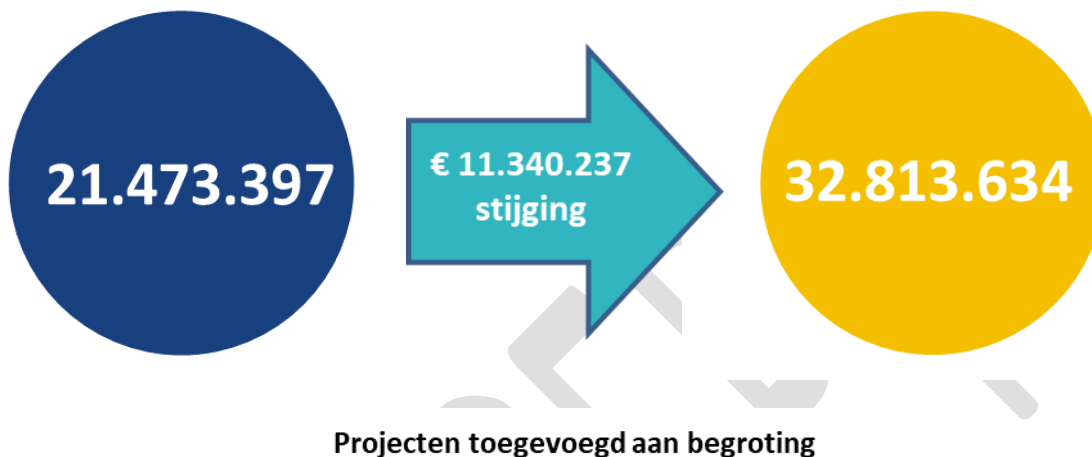 21.473.397
€ 11.340.237
stijging
32.813.634
Projecten toegevoegd aan begroting